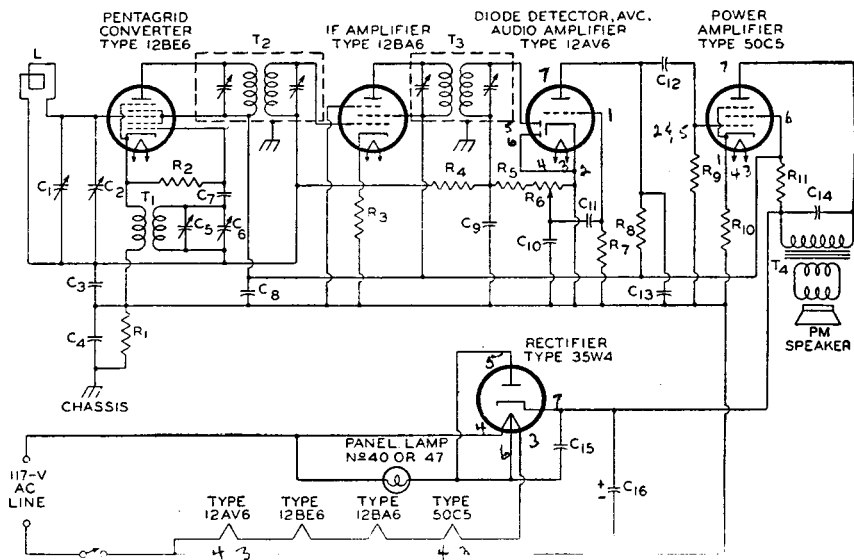 PENTAGRID
CONVERTER
TYPE 12BE6
IF AMPLIFIER
TYPE 12BA6
DIODE DETECTOR, AVC,
AUDIO AMPLIFIER
TYPE 12AV6
POWER
AMPLIFIER
TYPE 50C5
L
T2
T3
7
C12
7
1
5
6
2&5
6
R2
C7
R4
R5
4 3 2
R6
R9
1
4 3
R11
C14
C1
C2
T1
C5
C6
R3
C9
C10
C11
R7
R8
R10
T4
C3
C8
C13
C4
R1
PM
SPEAKER
CHASSIS
RECTIFIER
TYPE 35W4
5
7
4
6
3
C15
PANEL LAMP
No 40 OR 47
C16
+
-
117-V
AC
LINE
TYPE
12AV6
TYPE
12BE6
TYPE
12BA6
TYPE
50C5
4 3
4 3